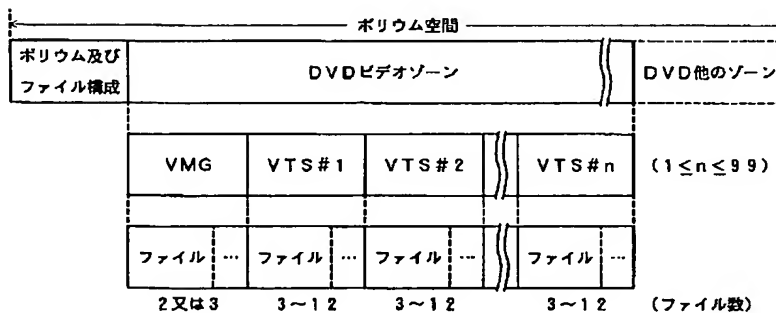 ボリウム空間
ボリウム及び
ファイル構成
DVDビデオゾーン
DVD他のゾーン
VMG
VTS#1
VTS#2
VTS#n
(1≤n≤99)
ファイル
…
ファイル
…
ファイル
…
ファイル
…
2又は3
3~12
3~12
3~12
(ファイル数)